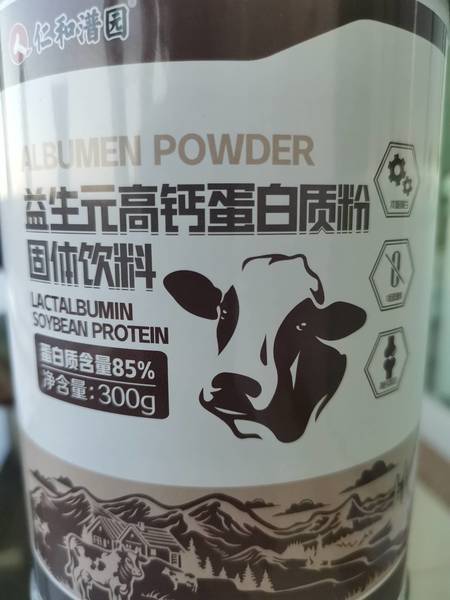 仁和潽园
ALBUMEN POWDER
益生元高钙蛋白质粉
固体饮料
LACTALBUMIN
SOYBEAN PROTEIN
蛋白质含量85%
净含量:300g